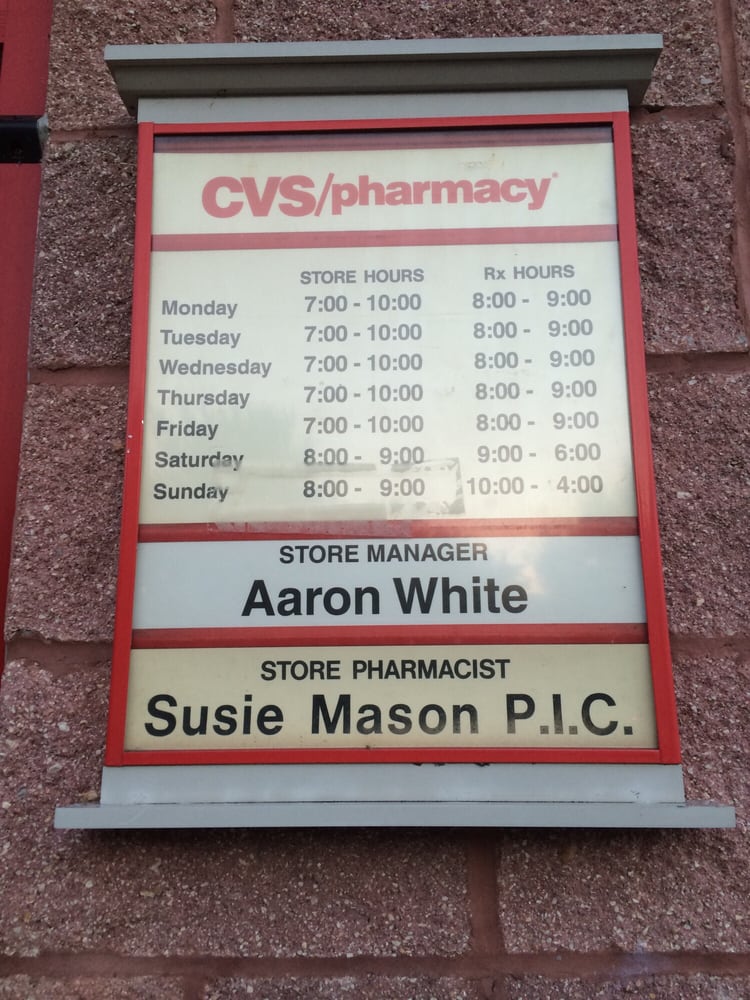 CVS/pharmacy®
STORE HOURS Rx HOURS
Monday 7:00 - 10:00 8:00 - 9:00
Tuesday 7:00 - 10:00 8:00 - 9:00
Wednesday 7:00 - 10:00 8:00 - 9:00
Thursday 7:00 - 10:00 8:00 - 9:00
Friday 7:00 - 10:00 8:00 - 9:00
Saturday 8:00 - 9:00 9:00 - 6:00
Sunday 8:00 - 9:00 10:00 - 4:00
STORE MANAGER
Aaron White
STORE PHARMACIST
Susie Mason P.I.C.